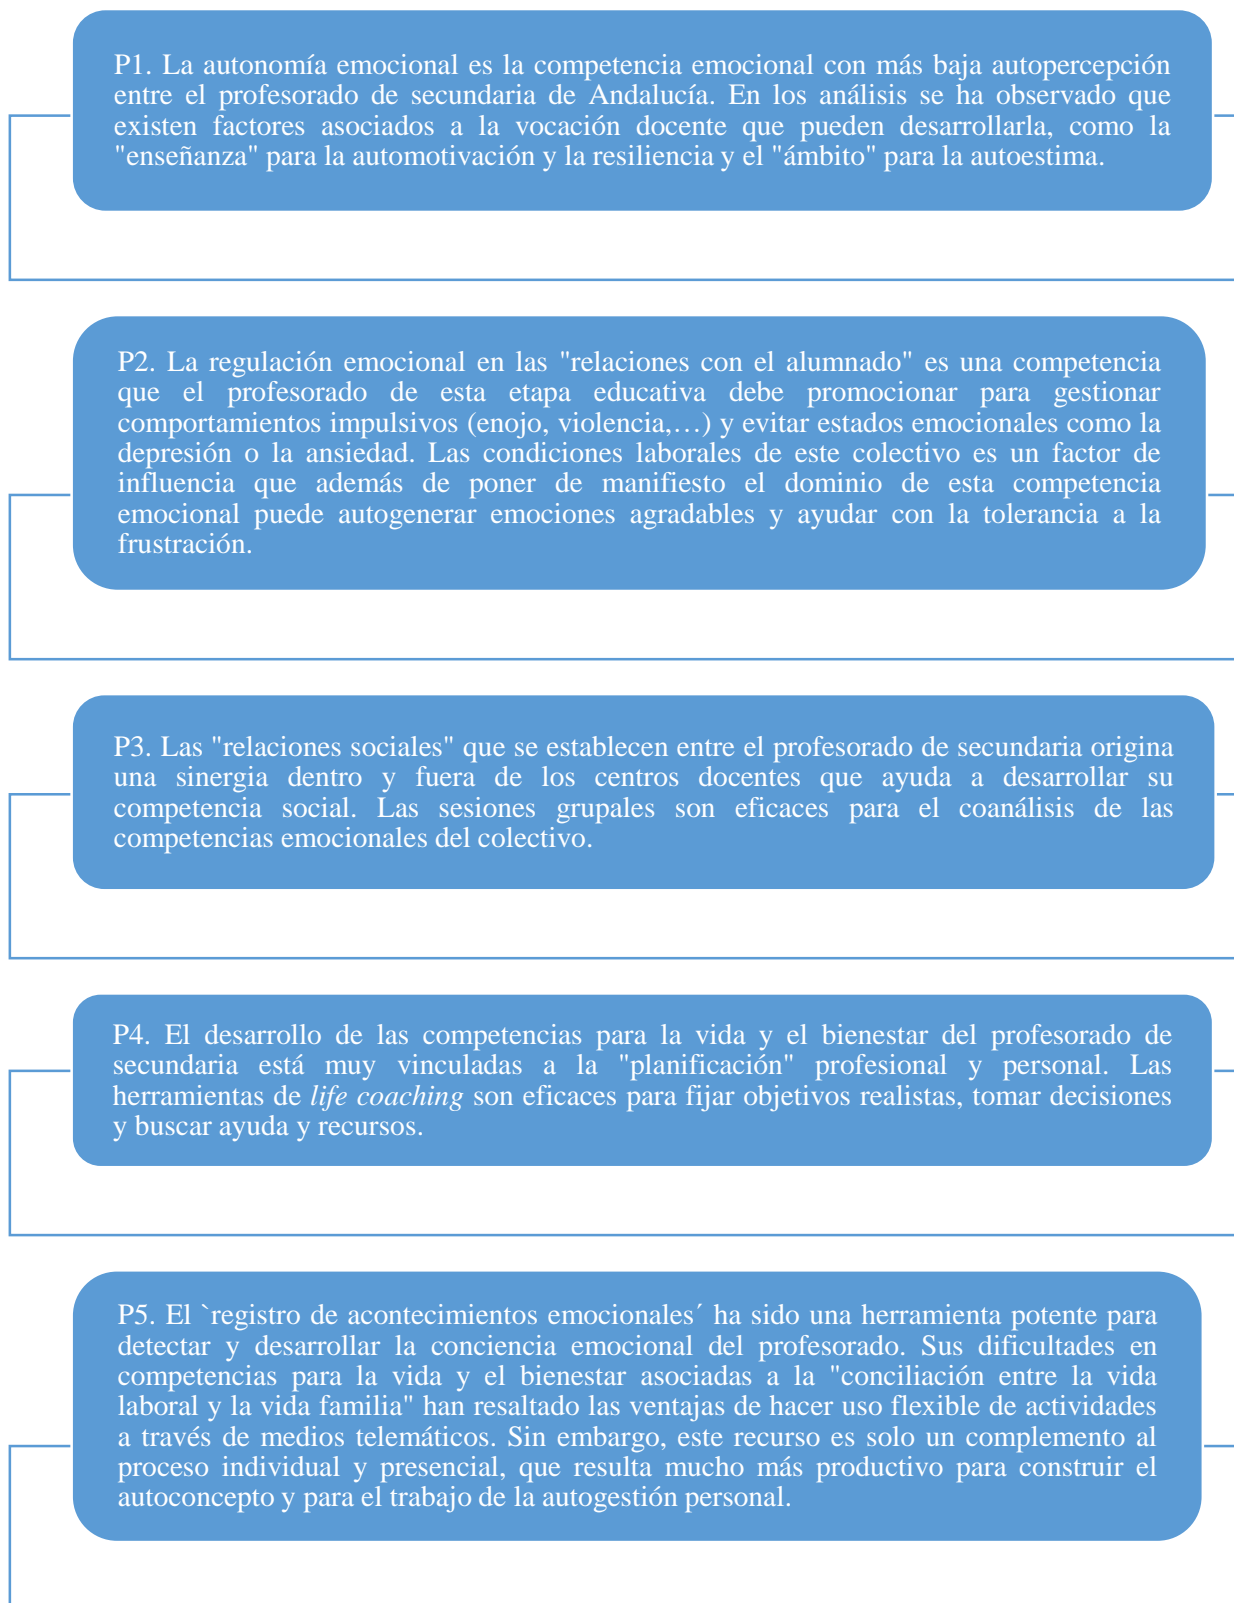 P1. La autonomía emocional es la competencia emocional con más baja autopercepción
entre el profesorado de secundaria de Andalucía. En los análisis se ha observado que
existen factores asociados a la vocación docente que pueden desarrollarla, como la
"enseñanza" para la automotivación y la resiliencia y el "ámbito" para la autoestima.
P2. La regulación emocional en las "relaciones con el alumnado" es una competencia
que el profesorado de esta etapa educativa debe promocionar para gestionar
comportamientos impulsivos (enojo, violencia,…) y evitar estados emocionales como la
depresión o la ansiedad. Las condiciones laborales de este colectivo es un factor de
influencia que además de poner de manifiesto el dominio de esta competencia
emocional puede autogenerar emociones agradables y ayudar con la tolerancia a la
frustración.
P3. Las "relaciones sociales" que se establecen entre el profesorado de secundaria origina
una sinergia dentro y fuera de los centros docentes que ayuda a desarrollar su
competencia social. Las sesiones grupales son eficaces para el coanálisis de las
competencias emocionales del colectivo.
P4. El desarrollo de las competencias para la vida y el bienestar del profesorado de
secundaria está muy vinculadas a la "planificación" profesional y personal. Las
herramientas de life coaching son eficaces para fijar objetivos realistas, tomar decisiones
y buscar ayuda y recursos.
P5. El `registro de acontecimientos emocionales´ ha sido una herramienta potente para
detectar y desarrollar la conciencia emocional del profesorado. Sus dificultades en
competencias para la vida y el bienestar asociadas a la "conciliación entre la vida
laboral y la vida familia" han resaltado las ventajas de hacer uso flexible de actividades
a través de medios telemáticos. Sin embargo, este recurso es solo un complemento al
proceso individual y presencial, que resulta mucho más productivo para construir el
autoconcepto y para el trabajo de la autogestión personal.